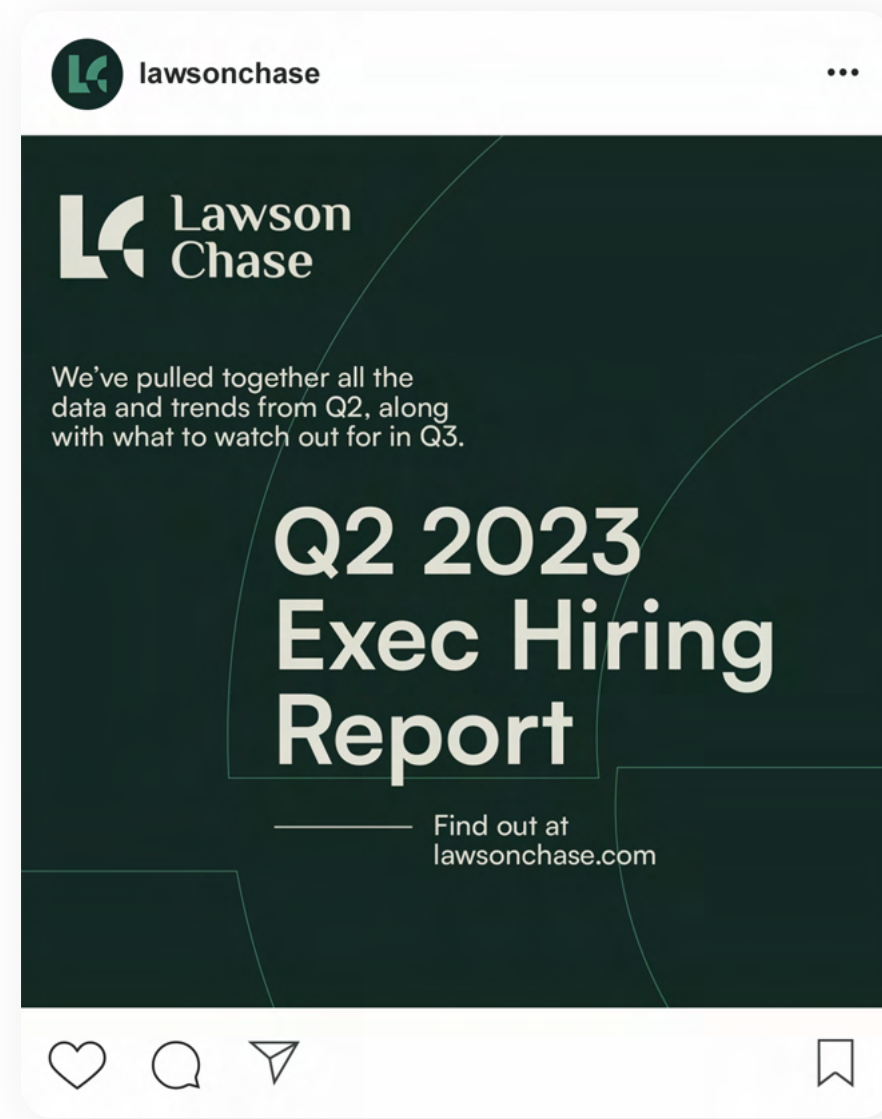 lawsonchase
Lawson
Chase
We’ve pulled together all the
data and trends from Q2, along
with what to watch out for in Q3.
Q2 2023
Exec Hiring
Report
Find out at
lawsonchase.com